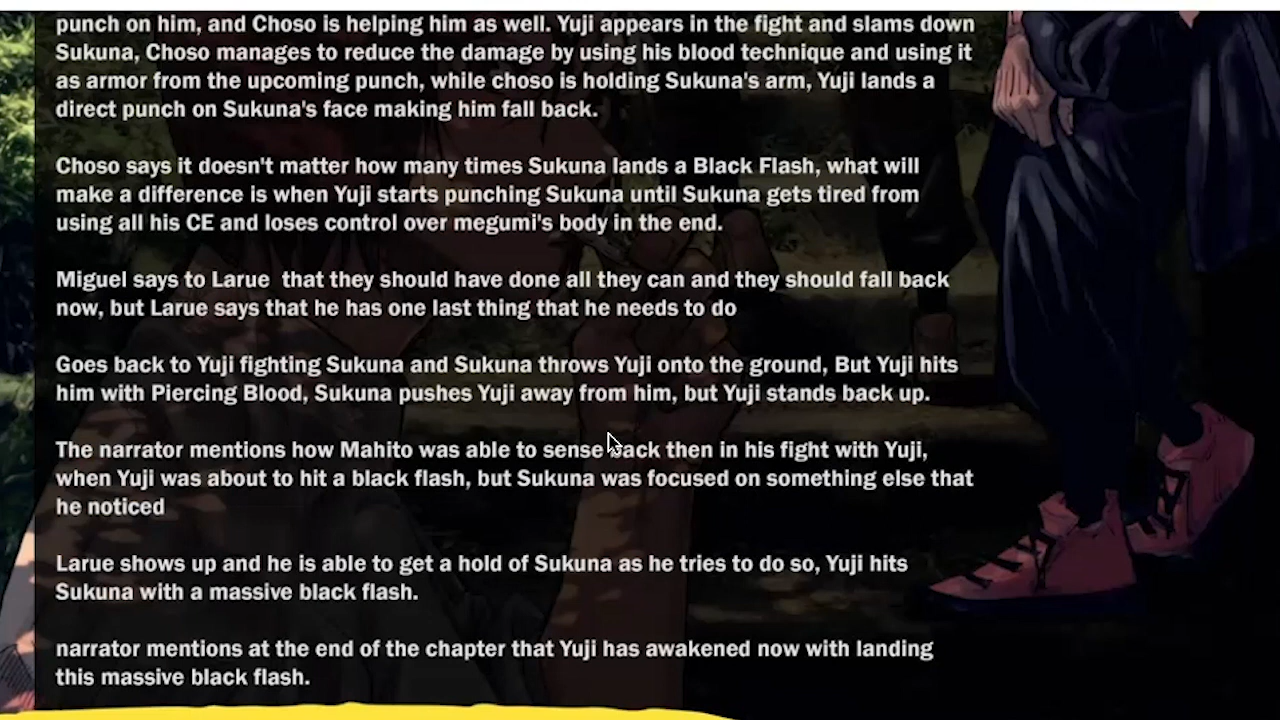 punch on him, and Choso is helping him as well. Yuji appears in the fight and slams down
Sukuna, Choso manages to reduce the damage by using his blood technique and using it
as armor from the upcoming punch, while choso is holding Sukuna's arm, Yuji lands a
direct punch on Sukuna's face making him fall back.
Choso says it doesn't matter how many times Sukuna lands a Black Flash, what will
make a difference is when Yuji starts punching Sukuna until Sukuna gets tired from
using all his CE and loses control over megumi's body in the end.
Miguel says to Larue  that they should have done all they can and they should fall back
now, but Larue says that he has one last thing that he needs to do
Goes back to Yuji fighting Sukuna and Sukuna throws Yuji onto the ground, But Yuji hits
him with Piercing Blood, Sukuna pushes Yuji away from him, but Yuji stands back up.
The narrator mentions how Mahito was able to sense back then in his fight with Yuji,
when Yuji was about to hit a black flash, but Sukuna was focused on something else that
he noticed
Larue shows up and he is able to get a hold of Sukuna as he tries to do so, Yuji hits
Sukuna with a massive black flash.
narrator mentions at the end of the chapter that Yuji has awakened now with landing
this massive black flash.